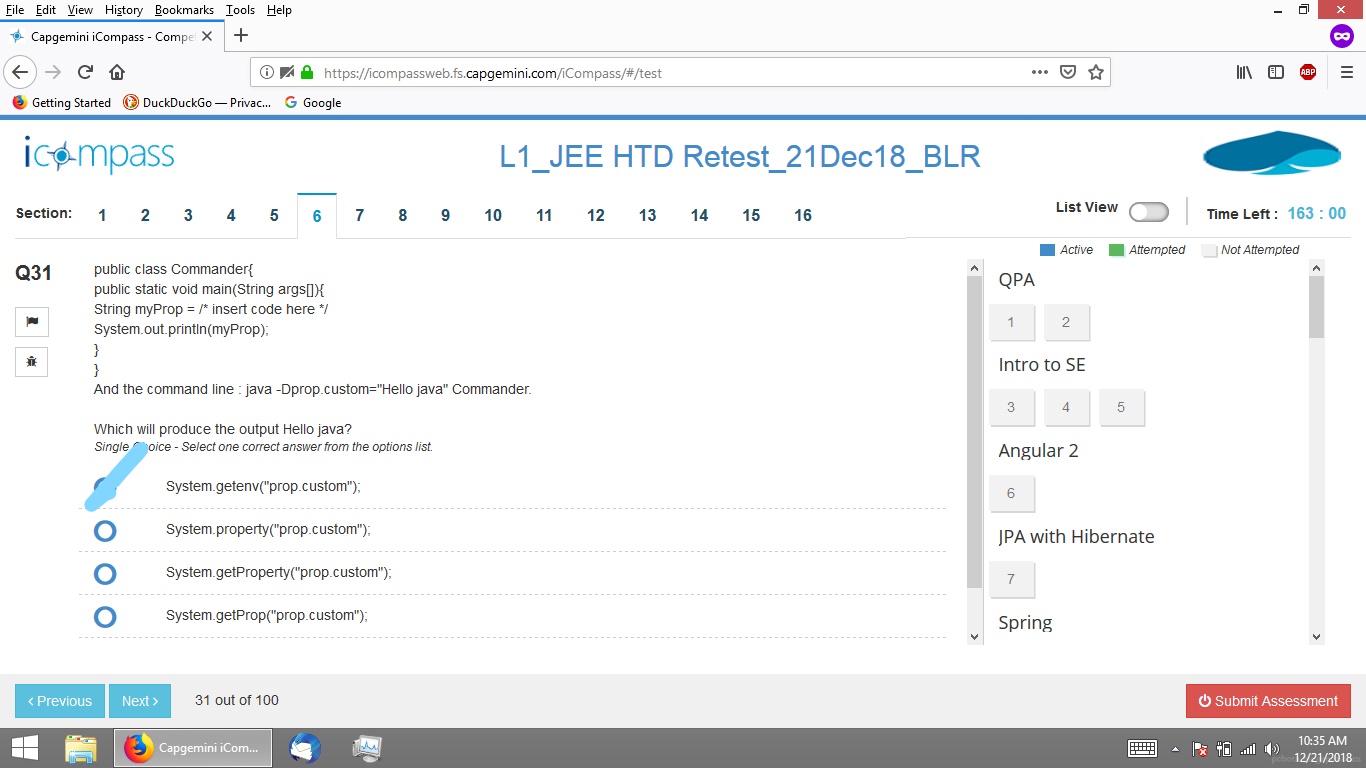 File Edit View History Bookmarks Tools Help
Capgemini iCompass - Compe
https://icompassweb.fs.capgemini.com/iCompass/#/test
ABP
Getting Started DuckDuckGo — Privac... Google
icompass
L1_JEE HTD Retest_21Dec18_BLR
Section: 1 2 3 4 5 6 7 8 9 10 11 12 13 14 15 16
List View
Time Left : 163 : 00
Active Attempted Not Attempted
Q31
public class Commander{
public static void main(String args[]){
String myProp = /* insert code here */
System.out.println(myProp);
}
}
And the command line : java -Dprop.custom="Hello java" Commander.
Which will produce the output Hello java?
Single Choice - Select one correct answer from the options list.
System.getenv("prop.custom");
System.property("prop.custom");
System.getProperty("prop.custom");
System.getProp("prop.custom");
QPA
1 2
Intro to SE
3 4 5
Angular 2
6
JPA with Hibernate
7
Spring
‹ Previous Next › 31 out of 100
Submit Assessment
Capgemini iCom...
10:35 AM
12/21/2018